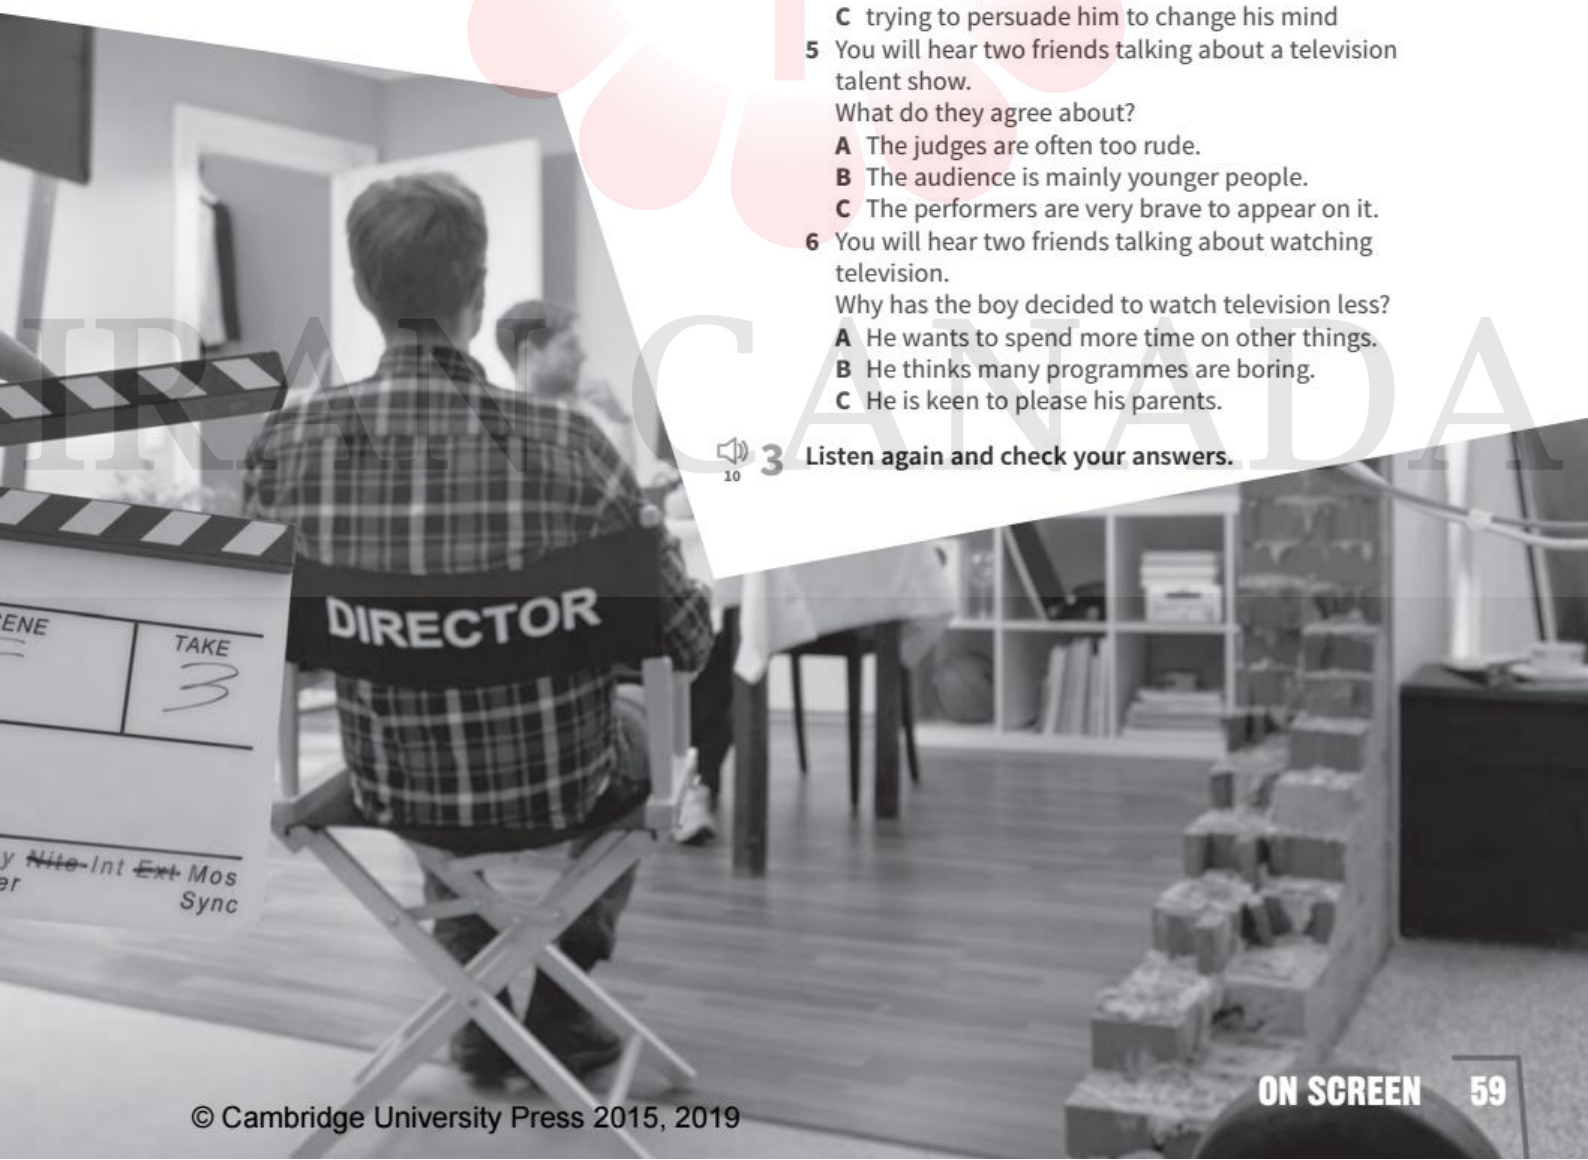 C trying to persuade him to change his mind
5 You will hear two friends talking about a television
talent show.
What do they agree about?
A The judges are often too rude.
B The audience is mainly younger people.
C The performers are very brave to appear on it.
6 You will hear two friends talking about watching
television.
Why has the boy decided to watch television less?
A He wants to spend more time on other things.
B He thinks many programmes are boring.
C He is keen to please his parents.
10 3 Listen again and check your answers.
IRAN CANADA
DIRECTOR
TAKE
3
Nite Int Ext Mos
Sync
ON SCREEN 59
© Cambridge University Press 2015, 2019